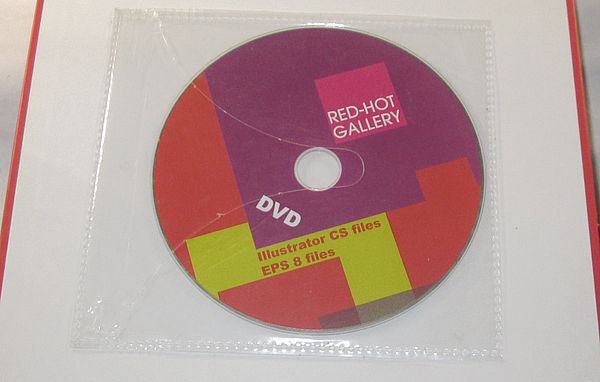 RED-HOT
GALLERY
DVD
Illustrator CS files
EPS 8 files